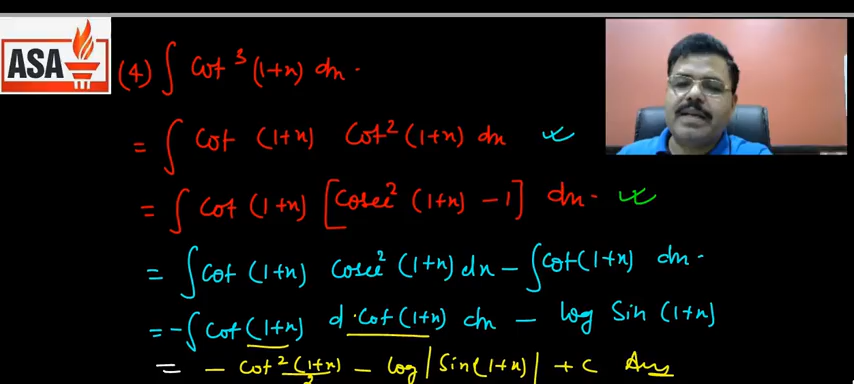 ASA
(4) ∫ Cot³ (1+x) dx.
= ∫ Cot (1+x) Cot² (1+x) dx
= ∫ Cot (1+x) [Cosec² (1+x) - 1] dx.
= ∫ Cot (1+x) Cosec² (1+x) dx - ∫ Cot (1+x) dx.
= - ∫ Cot (1+x) d. Cot (1+x) dx - log Sin (1+x)
= - Cot² (1+x)/2 - log |Sin (1+x)| + C Ans